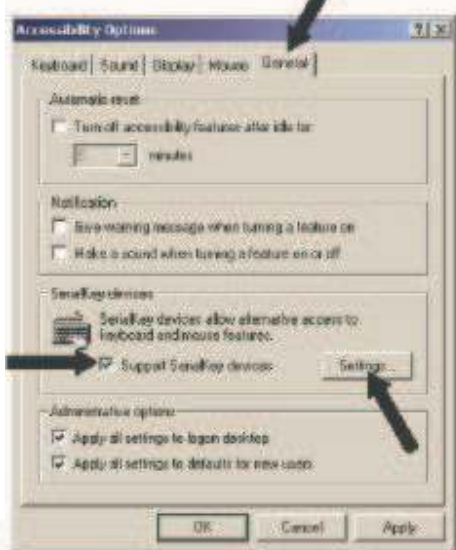 Accessibility Options
Keyboard Sound Display Mouse General
Automatic reset
Turn off accessibility features after idle for:
minutes
Notification
Give warning message when turning a feature on
Make a sound when turning a feature on or off
SerialKey devices
SerialKey devices allow alternative access to
keyboard and mouse features.
Support SerialKey devices
Settings...
Administrative options
Apply all settings to logon desktop
Apply all settings to defaults for new users
OK Cancel Apply